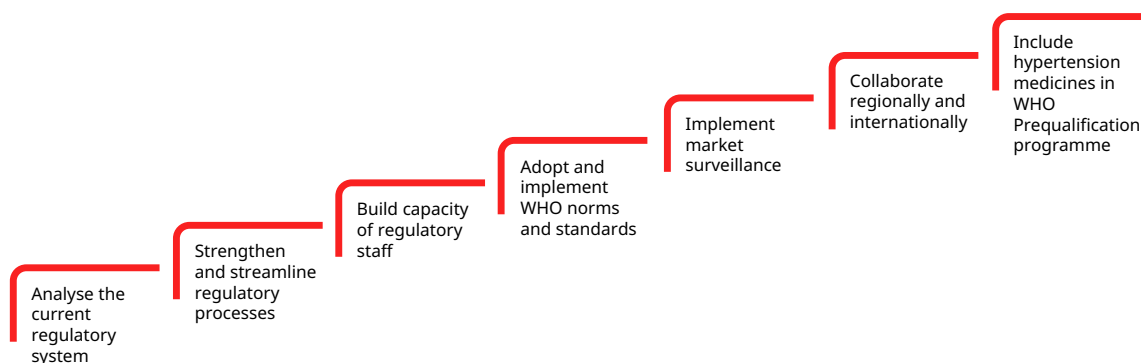 Analyse the
current
regulatory
system
Strengthen
and streamline
regulatory
processes
Build capacity
of regulatory
staff
Adopt and
implement
WHO norms
and standards
Implement
market
surveillance
Collaborate
regionally and
internationally
Include
hypertension
medicines in
WHO
Prequalification
programme